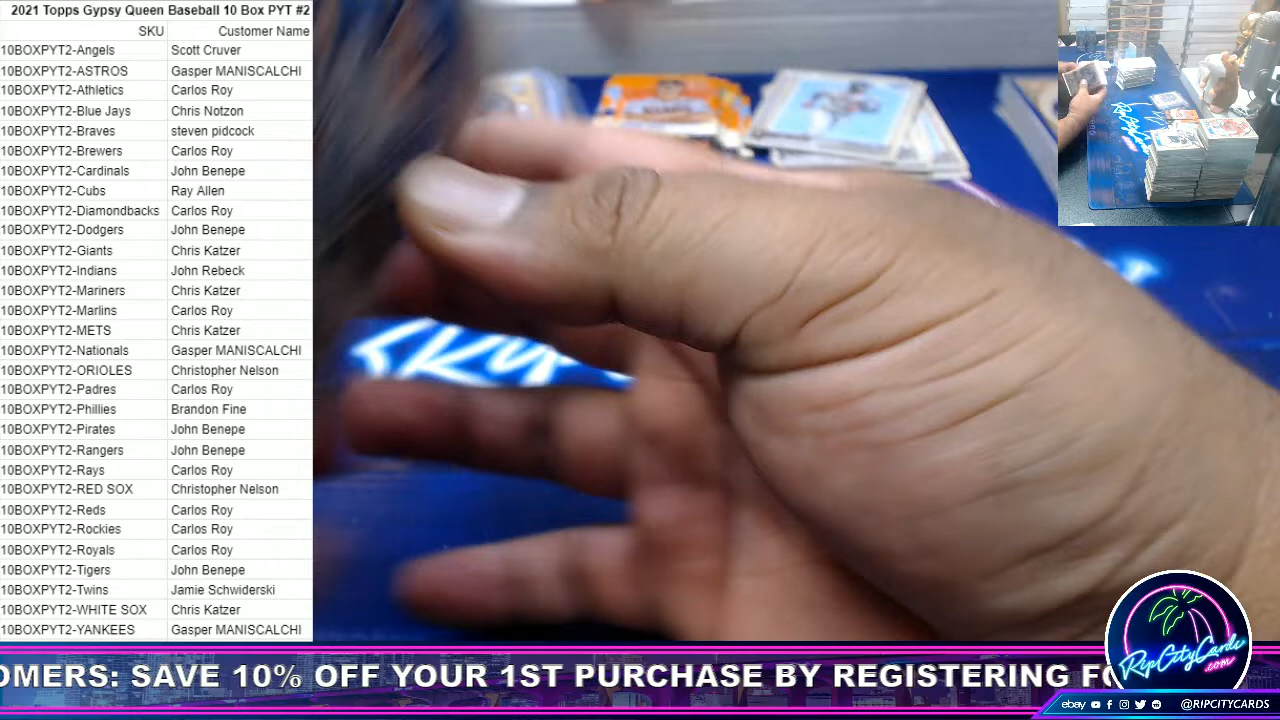 2021 Topps Gypsy Queen Baseball 10 Box PYT #2
SKU Customer Name
10BOXPYT2-Angels Scott Cruver
10BOXPYT2-ASTROS Gasper MANISCALCHI
10BOXPYT2-Athletics Carlos Roy
10BOXPYT2-Blue Jays Chris Notzon
10BOXPYT2-Braves steven pidcock
10BOXPYT2-Brewers Carlos Roy
10BOXPYT2-Cardinals John Benepe
10BOXPYT2-Cubs Ray Allen
10BOXPYT2-Diamondbacks Carlos Roy
10BOXPYT2-Dodgers John Benepe
10BOXPYT2-Giants Chris Katzer
10BOXPYT2-Indians John Rebeck
10BOXPYT2-Mariners Chris Katzer
10BOXPYT2-Marlins Carlos Roy
10BOXPYT2-METS Chris Katzer
10BOXPYT2-Nationals Gasper MANISCALCHI
10BOXPYT2-ORIOLES Christopher Nelson
10BOXPYT2-Padres Carlos Roy
10BOXPYT2-Phillies Brandon Fine
10BOXPYT2-Pirates John Benepe
10BOXPYT2-Rangers John Benepe
10BOXPYT2-Rays Carlos Roy
10BOXPYT2-RED SOX Christopher Nelson
10BOXPYT2-Reds Carlos Roy
10BOXPYT2-Rockies Carlos Roy
10BOXPYT2-Royals Carlos Roy
10BOXPYT2-Tigers John Benepe
10BOXPYT2-Twins Jamie Schwiderski
10BOXPYT2-WHITE SOX Chris Katzer
10BOXPYT2-YANKEES Gasper MANISCALCHI
OMERS: SAVE 10% OFF YOUR 1ST PURCHASE BY REGISTERING FO
RipCityCards
.com
ebay @RIPCITYCARDS